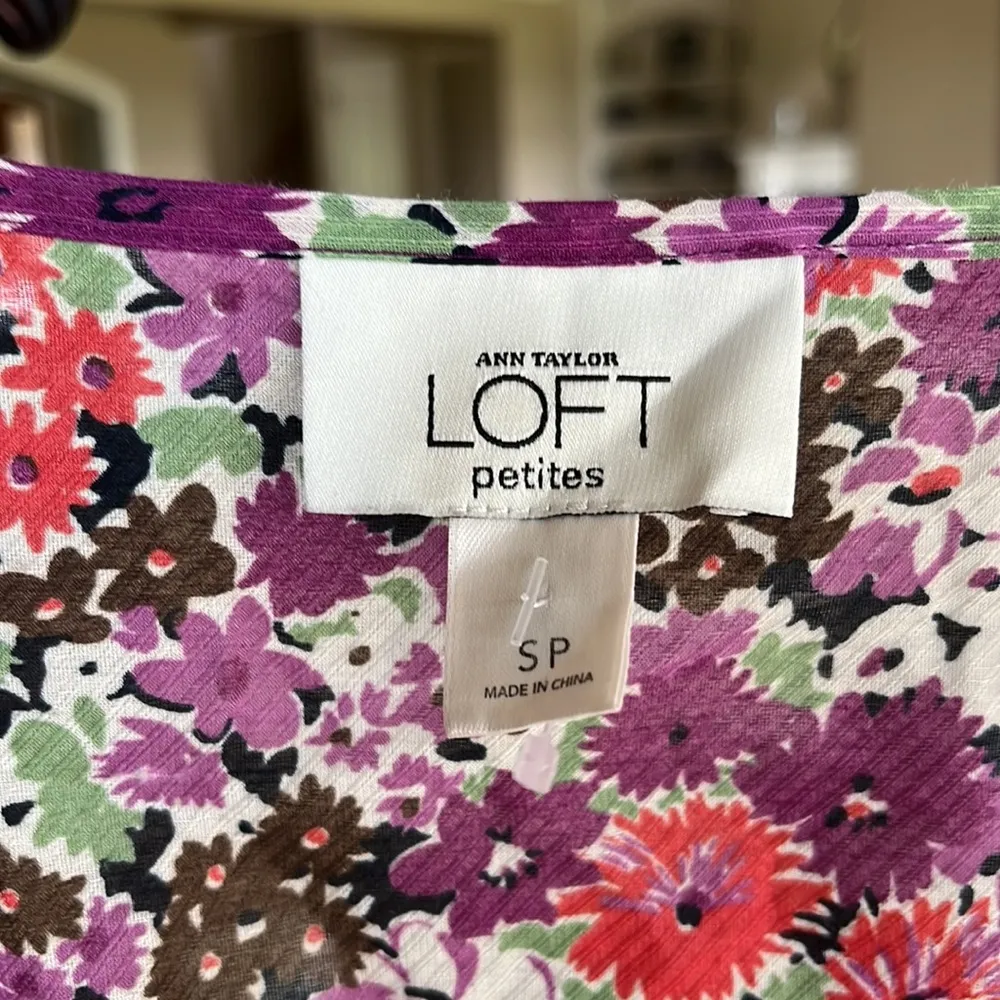 ANN TAYLOR
LOFT
petites
SP
MADE IN CHINA